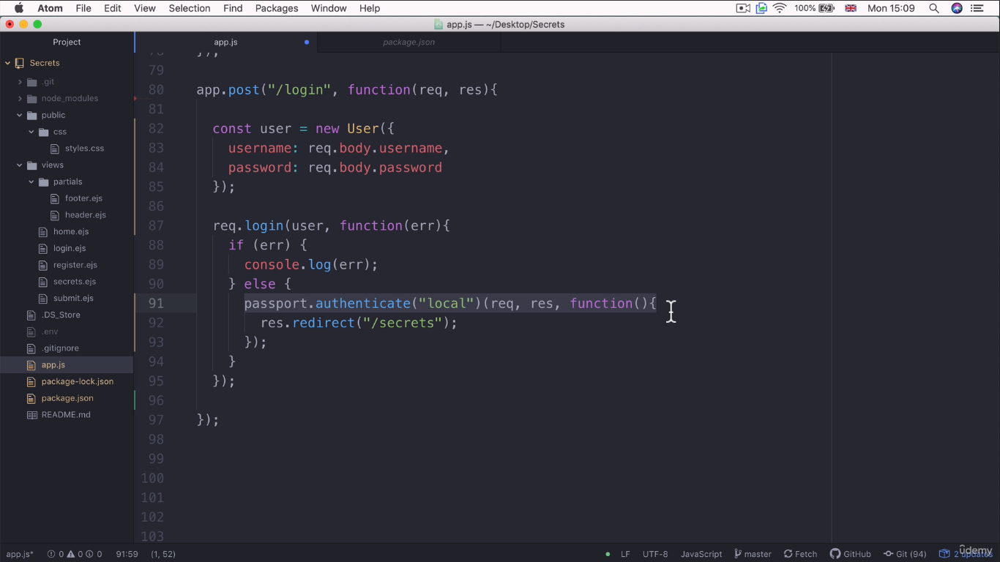 Atom File Edit View Selection Find Packages Window Help 100% Mon 15:09
app.js — ~/Desktop/Secrets
Project
app.js
package.json
Secrets
.git
node_modules
public
css
styles.css
views
partials
footer.ejs
header.ejs
home.ejs
login.ejs
register.ejs
secrets.ejs
submit.ejs
.DS_Store
.env
.gitignore
app.js
package-lock.json
package.json
README.md
78 });
79
80 app.post("/login", function(req, res){
81
82 const user = new User({
83 username: req.body.username,
84 password: req.body.password
85 });
86
87 req.login(user, function(err){
88 if (err) {
89 console.log(err);
90 } else {
91 passport.authenticate("local")(req, res, function(){
92 res.redirect("/secrets");
93 });
94 }
95 });
96
97 });
98
99
100
101
102
103
app.js* 0 0 0 91:59 (1, 52) LF UTF-8 JavaScript master Fetch GitHub Git (94) 2 updates
udemy